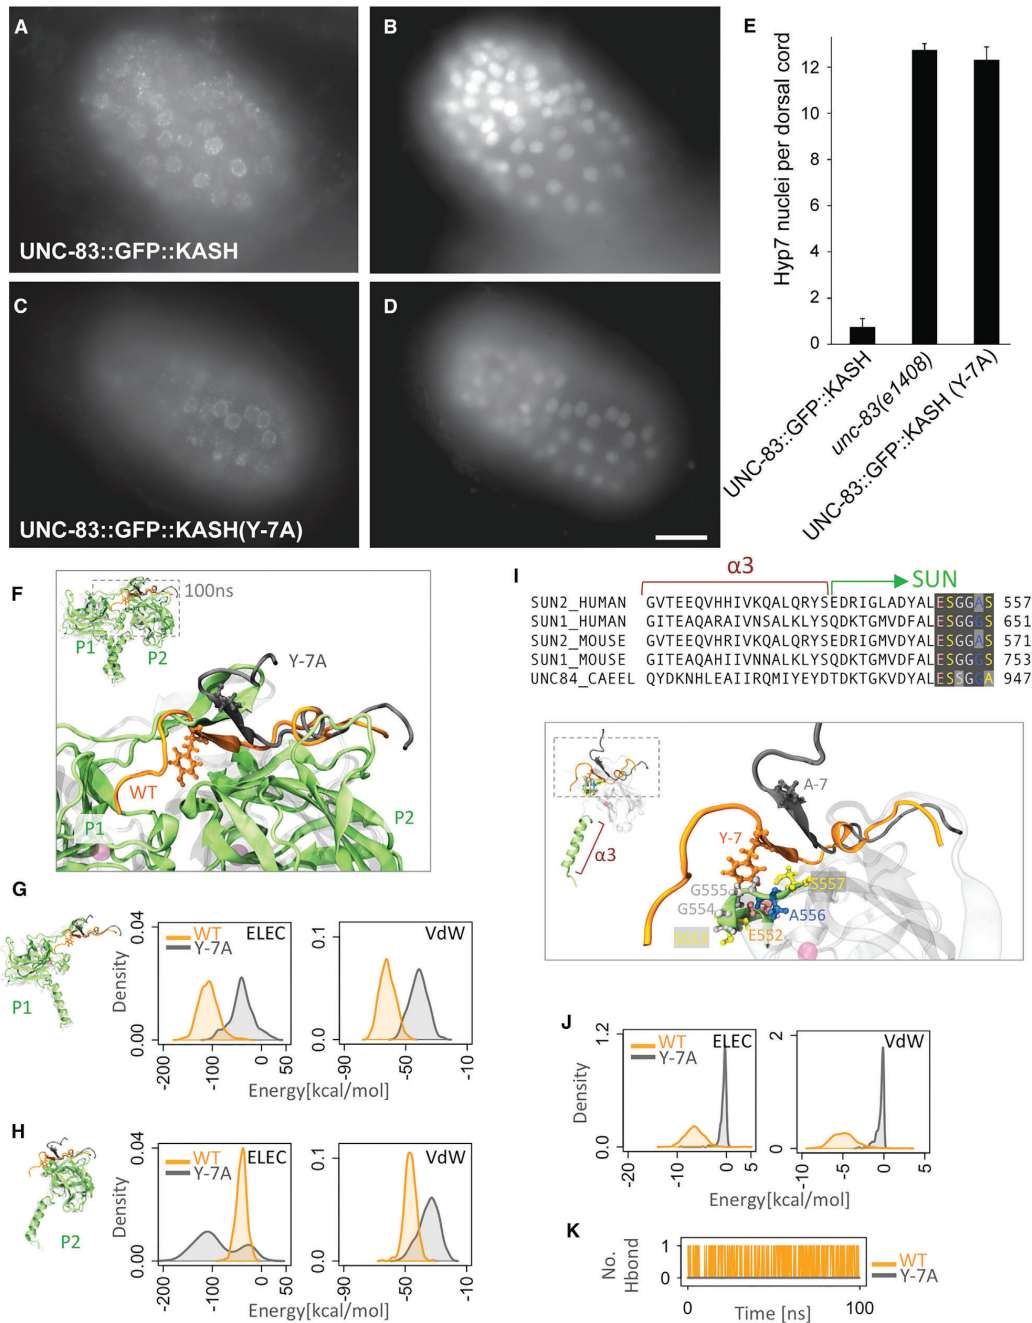 A
UNC-83::GFP::KASH
B
C
UNC-83::GFP::KASH(Y-7A)
D
E
Hyp7 nuclei per dorsal cord
12
10
8
6
4
2
0
UNC-83::GFP::KASH
unc-83(e1408)
UNC-83::GFP::KASH (Y-7A)
F
100ns
P1
P2
Y-7A
WT
P1
P2
G
P1
Density
0.04
0.00
WT
Y-7A
ELEC
-200
-100
0
50
0.1
0.0
VdW
-90
-50
-10
Energy[kcal/mol]
H
P2
Density
0.04
0.00
WT
Y-7A
ELEC
-200
-100
0
50
0.1
0.0
VdW
-90
-50
-10
Energy[kcal/mol]
I
α3
SUN
SUN2_HUMAN GVTEEQVHHIVKQALQRYSEDRIGLADYALESGGAS 557
SUN1_HUMAN GITEAQARAIVNSALKLYSQDKTGMVDFALESGGGS 651
SUN2_MOUSE GVTEEQVHHIVKQALQRYSEDRIGLADYALESGGAS 571
SUN1_MOUSE GITEAQAHIIVNNALKLYSQDKTGMVDFALESGGGS 753
UNC84_CAEEL QYDKNHLEAIIRQMIYEYDTDKTGKVDYALESSGGA 947
α3
A-7
Y-7
G555
S557
G554
A556
S553
E552
J
Density
1.2
0.0
WT
Y-7A
ELEC
-20
-10
0
5
2
0
VdW
-10
-5
0
5
Energy[kcal/mol]
K
No.
Hbond
1
0
WT
Y-7A
0
100
Time [ns]